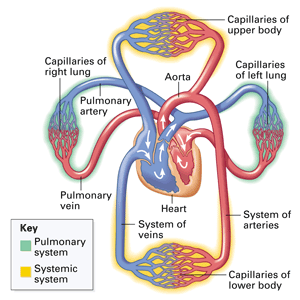 Capillaries of
upper body
Capillaries of
right lung
Aorta
Capillaries
of left lung
Pulmonary
artery
Pulmonary
vein
Heart
System of
veins
System of
arteries
Capillaries of
lower body
Key
Pulmonary
system
Systemic
system